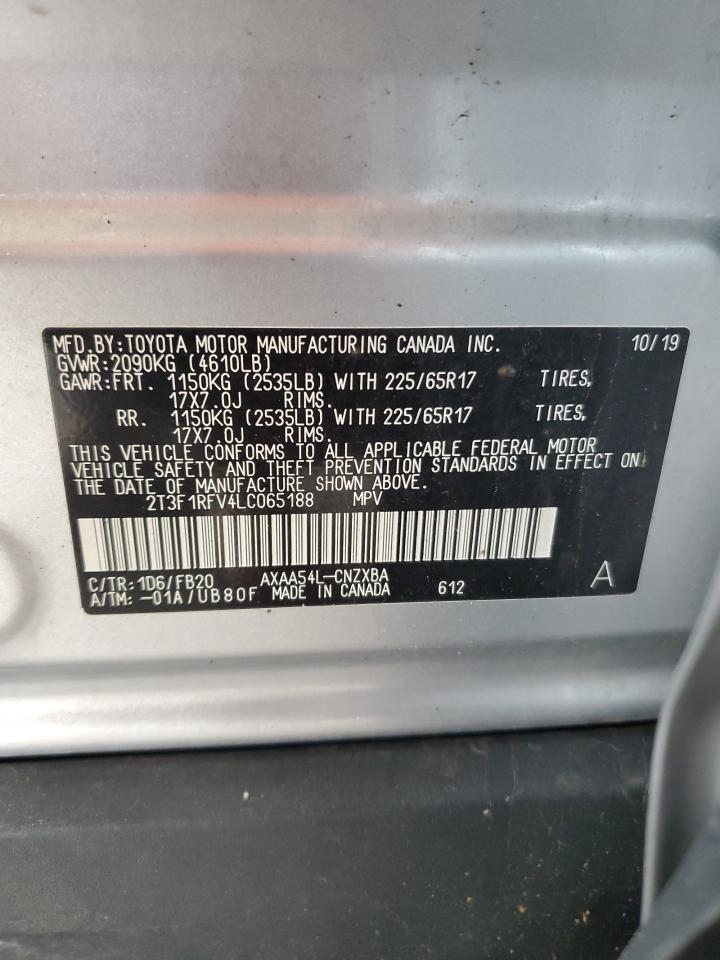 MFD.BY:TOYOTA MOTOR MANUFACTURING CANADA INC. 10/19
GVWR:2090KG (4610LB)
GAWR:FRT. 1150KG (2535LB) WITH 225/65R17 TIRES,
17X7.0J RIMS.
RR. 1150KG (2535LB) WITH 225/65R17 TIRES,
17X7.0J RIMS.
THIS VEHICLE CONFORMS TO ALL APPLICABLE FEDERAL MOTOR
VEHICLE SAFETY AND THEFT PREVENTION STANDARDS IN EFFECT ON
THE DATE OF MANUFACTURE SHOWN ABOVE.
2T3F1RFV4LC065188 MPV
C/TR:1D6/FB20 AXAA54L-CNZXBA A
A/TM:-01A/UB80F MADE IN CANADA 612